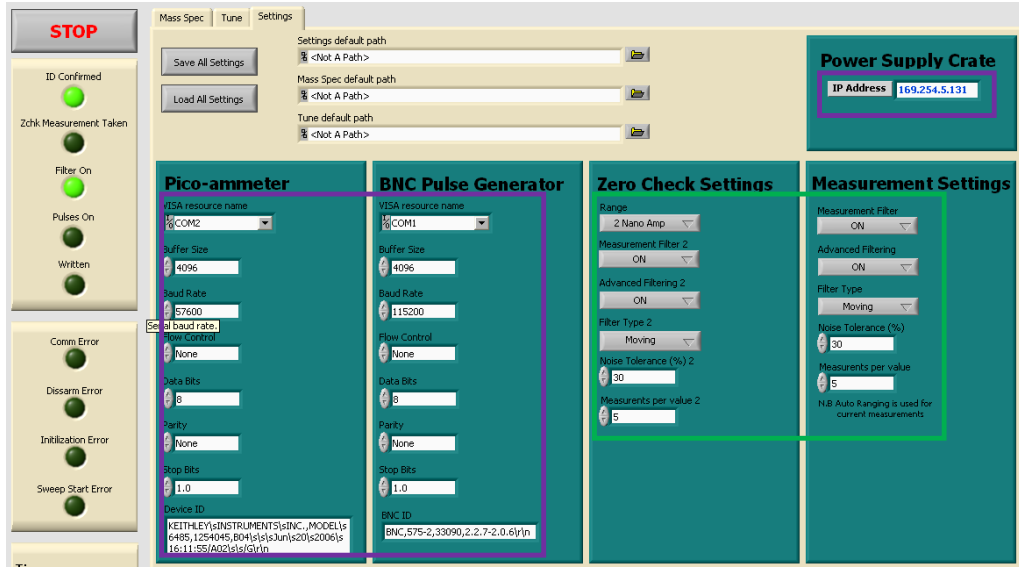 STOP
ID Confirmed
Zchk Measurement Taken
Filter On
Pulses On
Written
Comm Error
Dissarm Error
Initilization Error
Sweep Start Error
Mass Spec
Tune
Settings
Save All Settings
Load All Settings
Settings default path
<Not A Path>
Mass Spec default path
<Not A Path>
Tune default path
<Not A Path>
Power Supply Crate
IP Address 169.254.5.131
Pico-ammeter
VISA resource name
COM2
Buffer Size
4096
Baud Rate
57600
Serial baud rate.
Flow Control
None
Data Bits
8
Parity
None
Stop Bits
1.0
Device ID
KEITHLEY\sINSTRUMENTS\sINC.,MODEL\s
6485,1254045,B04\s\s\sJun\s20\s2006\s
16:11:55/A02\s\s/G\r\n
BNC Pulse Generator
VISA resource name
COM1
Buffer Size
4096
Baud Rate
115200
Flow Control
None
Data Bits
8
Parity
None
Stop Bits
1.0
BNC ID
BNC,575-2,33090,2.2.7-2.0.6\r\n
Zero Check Settings
Range
2 Nano Amp
Measurement Filter 2
ON
Advanced Filtering 2
ON
Filter Type 2
Moving
Noise Tolerance (%) 2
30
Measurents per value 2
5
Measurement Settings
Measurement Filter
ON
Advanced Filtering
ON
Filter Type
Moving
Noise Tolerance (%)
30
Measurents per value
5
N.B Auto Ranging is used for
current measurements